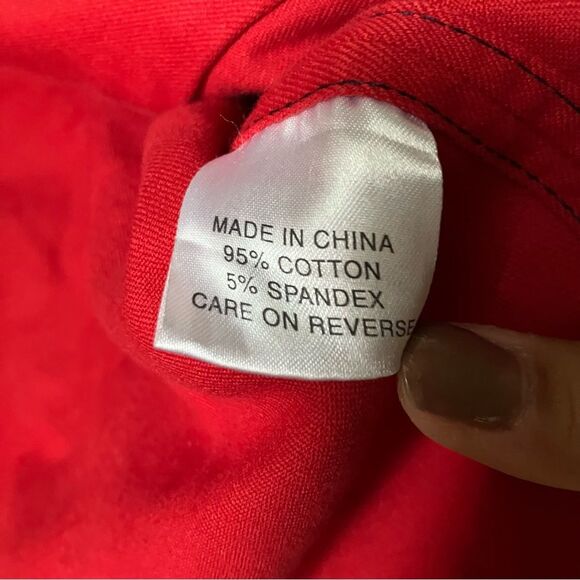 MADE IN CHINA
95% COTTON
5% SPANDEX
CARE ON REVERSE